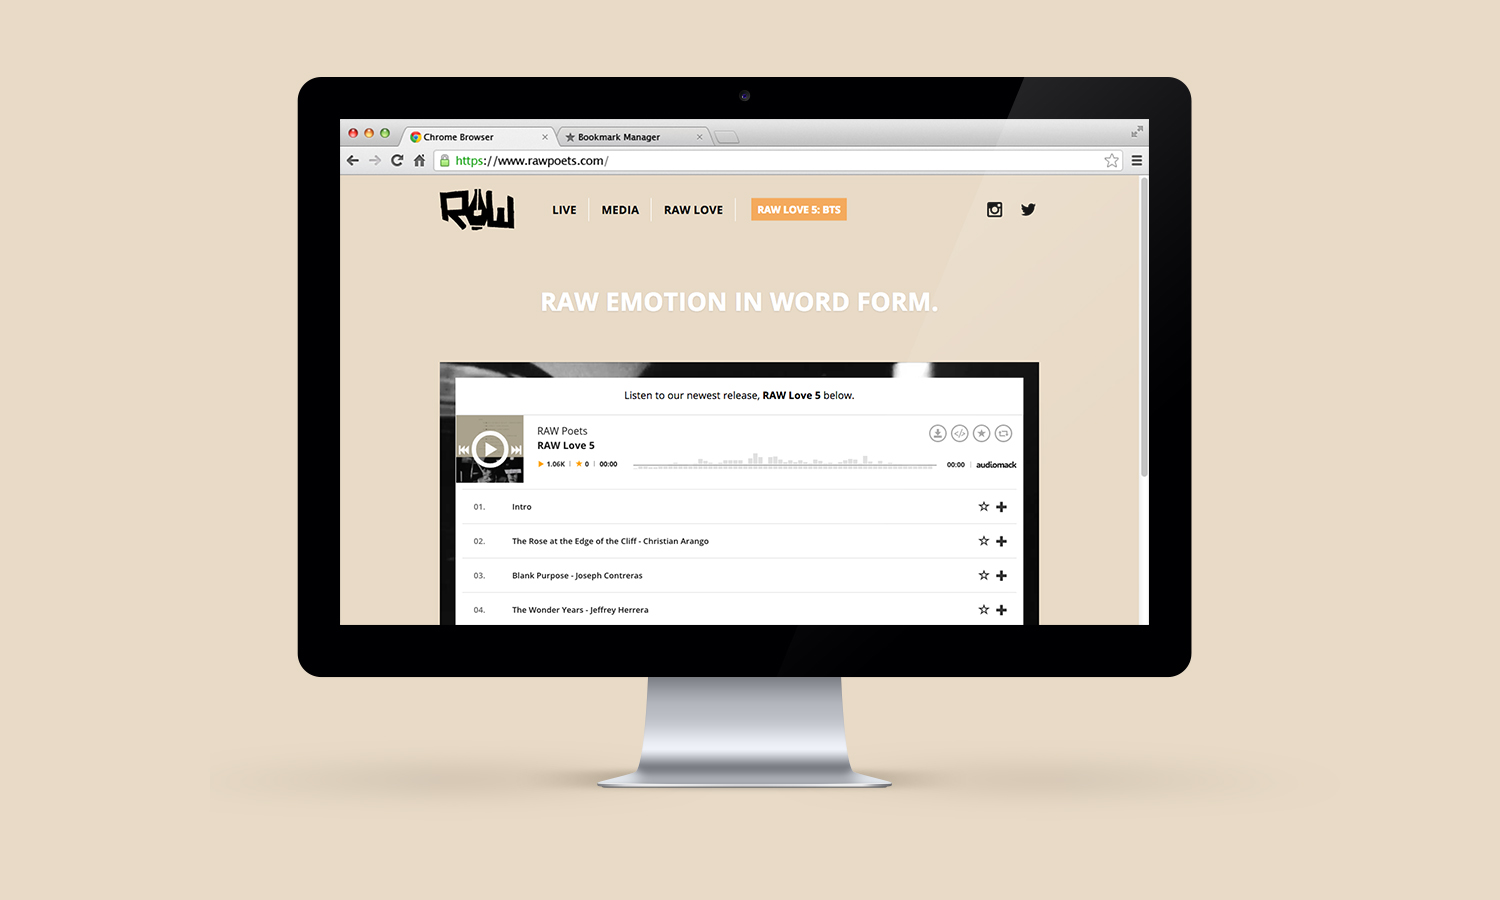 Chrome Browser
Bookmark Manager
https://www.rawpoets.com/
RAW
LIVE
MEDIA
RAW LOVE
RAW LOVE 5: BTS
RAW EMOTION IN WORD FORM.
Listen to our newest release, RAW Love 5 below.
RAW Poets
RAW Love 5
1.06K
0
00:00
00:00
audiomack
01. Intro
02. The Rose at the Edge of the Cliff - Christian Arango
03. Blank Purpose - Joseph Contreras
04. The Wonder Years - Jeffrey Herrera